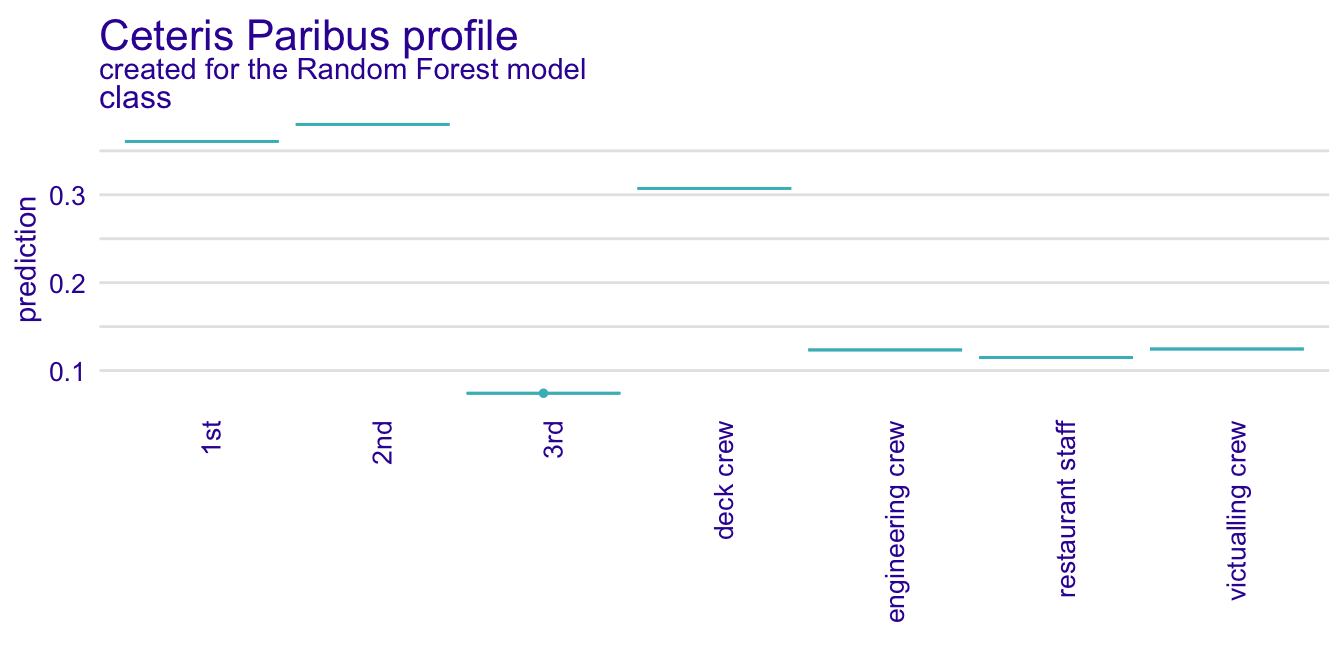 Ceteris Paribus profile
created for the Random Forest model
class
prediction
0.3
0.2
0.1
1st
2nd
3rd
deck crew
engineering crew
restaurant staff
victualling crew